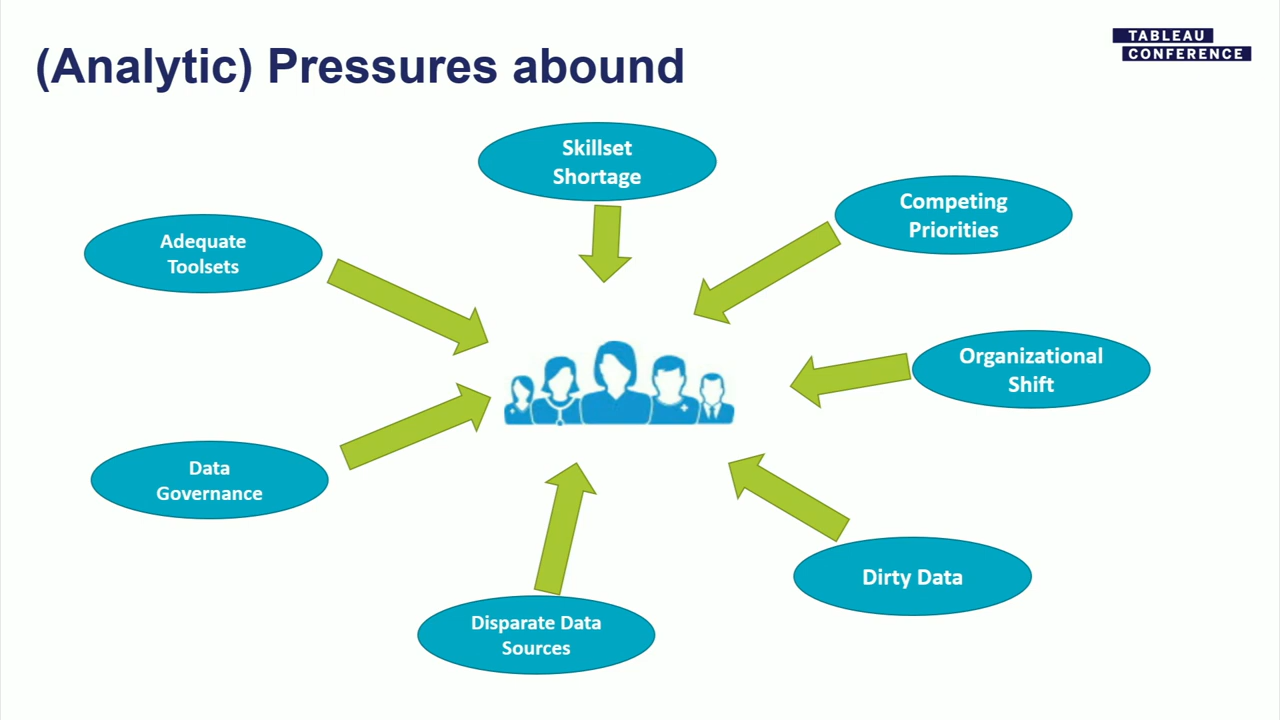 (Analytic) Pressures abound
TABLEAU
CONFERENCE
Skillset
Shortage
Competing
Priorities
Adequate
Toolsets
Organizational
Shift
Data
Governance
Dirty Data
Disparate Data
Sources